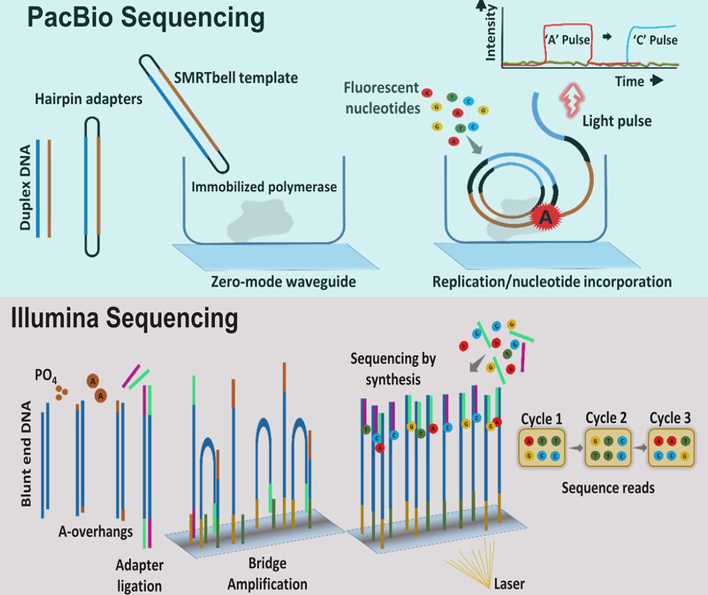 PacBio Sequencing
Intensity
'A' Pulse
'C' Pulse
Time
SMRTbell template
Hairpin adapters
Fluorescent
nucleotides
Light pulse
Duplex DNA
Immobilized polymerase
A
Zero-mode waveguide
Replication/nucleotide incorporation
Illumina Sequencing
PO4
A
A
Sequencing by
synthesis
Blunt end DNA
Cycle 1
Cycle 2
Cycle 3
A T T
G T C
A A T
G C C
T T C
C C G
Sequence reads
A-overhangs
Adapter
ligation
Bridge
Amplification
Laser